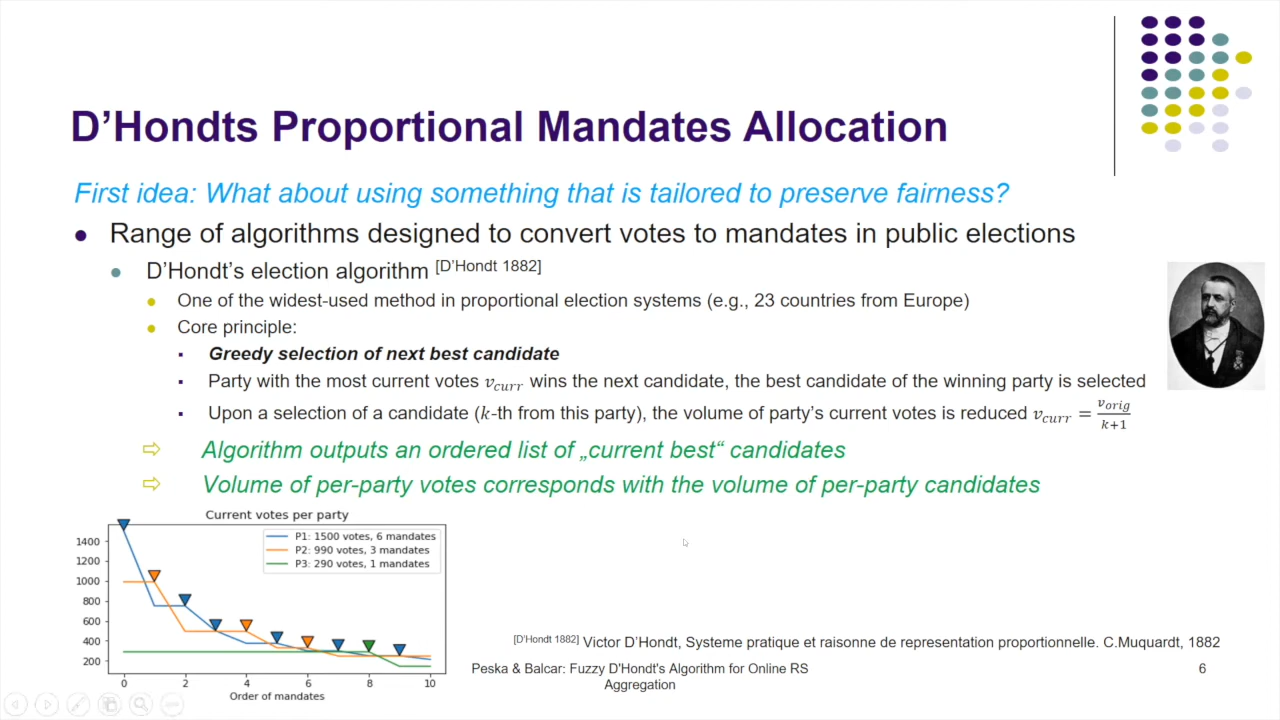 D’Hondts Proportional Mandates Allocation
First idea: What about using something that is tailored to preserve fairness?
Range of algorithms designed to convert votes to mandates in public elections
D’Hondt’s election algorithm [D’Hondt 1882]
One of the widest-used method in proportional election systems (e.g., 23 countries from Europe)
Core principle:
Greedy selection of next best candidate
Party with the most current votes v_curr wins the next candidate, the best candidate of the winning party is selected
Upon a selection of a candidate (k-th from this party), the volume of party’s current votes is reduced v_curr = v_orig/k+1
⇨ Algorithm outputs an ordered list of „current best“ candidates
⇨ Volume of per-party votes corresponds with the volume of per-party candidates
Current votes per party
P1: 1500 votes, 6 mandates
P2: 990 votes, 3 mandates
P3: 290 votes, 1 mandates
1400
1200
1000
800
600
400
200
0 2 4 6 8 10
Order of mandates
[D’Hondt 1882] Victor D’Hondt, Systeme pratique et raisonne de representation proportionnelle. C.Muquardt, 1882
Peska & Balcar: Fuzzy D'Hondt's Algorithm for Online RS
Aggregation
6